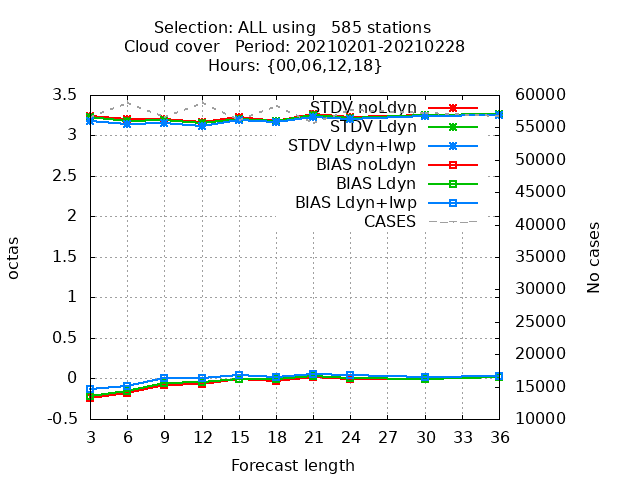 Selection: ALL using   585 stations
Cloud cover   Period: 20210201-20210228
Hours: {00,06,12,18}
3.5
3
2.5
2
1.5
1
0.5
0
-0.5
octas
STDV noLdyn
STDV Ldyn
STDV Ldyn+lwp
BIAS noLdyn
BIAS Ldyn
BIAS Ldyn+lwp
CASES
60000
55000
50000
45000
40000
35000
30000
25000
20000
15000
10000
No cases
3 6 9 12 15 18 21 24 27 30 33 36
Forecast length